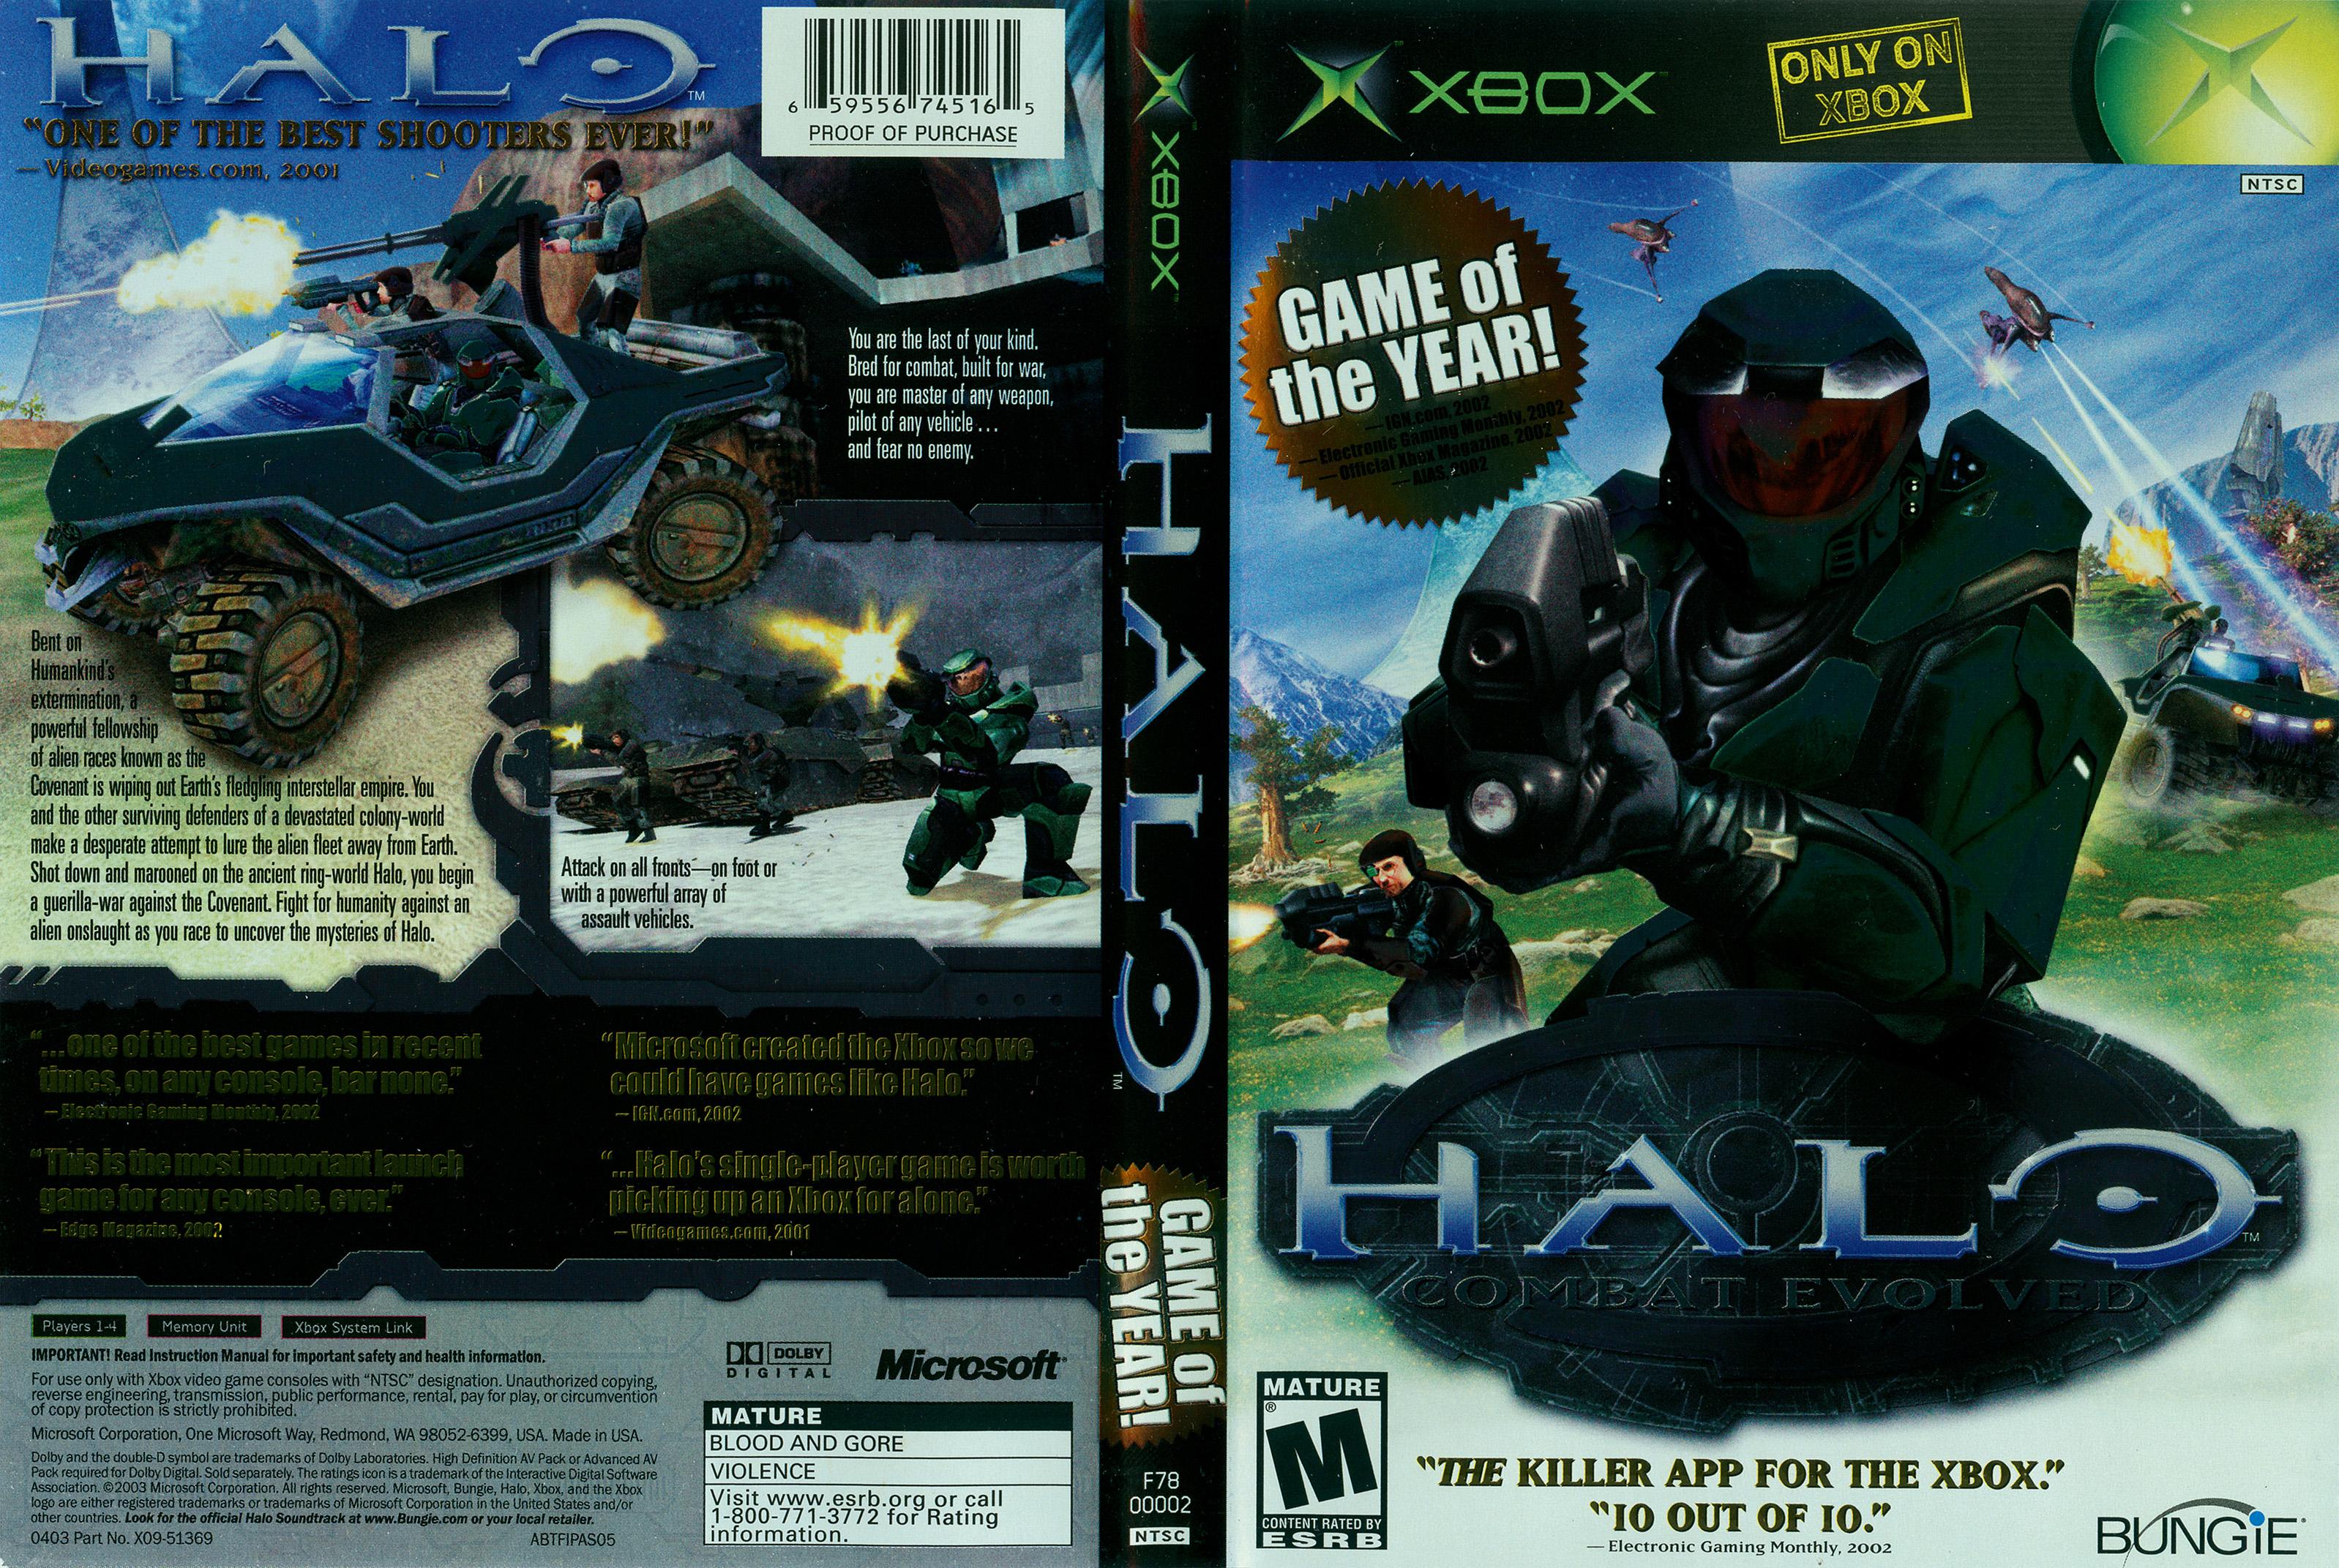 HALO™
"ONE OF THE BEST SHOOTERS EVER!"
—Videogames.com, 2001
6 59556 74516 5
PROOF OF PURCHASE
You are the last of your kind.
Bred for combat, built for war,
you are master of any weapon,
pilot of any vehicle...
and fear no enemy.
Bent on
Humankind's
extermination, a
powerful fellowship
of alien races known as the
Covenant is wiping out Earth's fledgling interstellar empire. You
and the other surviving defenders of a devastated colony-world
make a desperate attempt to lure the alien fleet away from Earth.
Shot down and marooned on the ancient ring-world Halo, you begin
a guerilla-war against the Covenant. Fight for humanity against an
alien onslaught as you race to uncover the mysteries of Halo.
Attack on all fronts—on foot or
with a powerful array of
assault vehicles.
"...one of the best games in recent
times, on any console, bar none."
— Electronic Gaming Monthly, 2002
"This is the most important launch
game for any console, ever."
— Edge Magazine, 2002
"Microsoft created the Xbox so we
could have games like Halo."
— IGN.com, 2002
"...Halo's single-player game is worth
picking up an Xbox for alone."
— Videogames.com, 2001
Players 1-4
Memory Unit
Xbox System Link
IMPORTANT! Read Instruction Manual for important safety and health information.
For use only with Xbox video game consoles with "NTSC" designation. Unauthorized copying,
reverse engineering, transmission, public performance, rental, pay for play, or circumvention
of copy protection is strictly prohibited.
Microsoft Corporation, One Microsoft Way, Redmond, WA 98052-6399, USA. Made in USA.
Dolby and the double-D symbol are trademarks of Dolby Laboratories. High Definition AV Pack or Advanced AV
Pack required for Dolby Digital. Sold separately. The ratings icon is a trademark of the Interactive Digital Software
Association. ©2003 Microsoft Corporation. All rights reserved. Microsoft, Bungie, Halo, Xbox, and the Xbox
logo are either registered trademarks or trademarks of Microsoft Corporation in the United States and/or
other countries. Look for the official Halo Soundtrack at www.Bungie.com or your local retailer.
0403 Part No. X09-51369
ABTFIPAS05
DOLBY
DIGITAL
Microsoft®
MATURE
BLOOD AND GORE
VIOLENCE
Visit www.esrb.org or call
1-800-771-3772 for Rating
information.
XBOX™
HALO™
GAME of
the YEAR!
F78
00002
NTSC
XBOX™
ONLY ON
XBOX
NTSC
GAME of
the YEAR!
— IGN.com, 2002
— Electronic Gaming Monthly, 2002
— Official Xbox Magazine, 2002
— AIAS, 2002
HALO™
COMBAT EVOLVED
MATURE
®
M
CONTENT RATED BY
ESRB
"THE KILLER APP FOR THE XBOX."
"10 OUT OF 10."
— Electronic Gaming Monthly, 2002
BUNGiE®